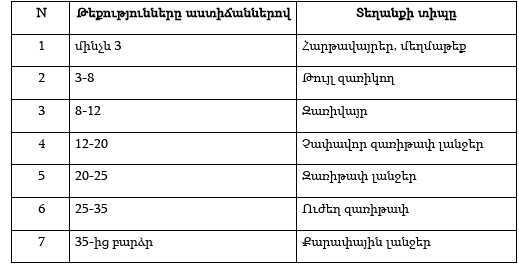 N Թեքությունները աստիճաններով Տեղանքի տիպը
1 մինչև 3 Հարթավայրեր, մեղմաթեք
2 3-8 Թույլ զառիկող
3 8-12 Զառիվայր
4 12-20 Չափավոր զառիթափ լանջեր
5 20-25 Զառիթափ լանջեր
6 25-35 Ուժեղ զառիթափ
7 35-ից բարձր Քարափային լանջեր